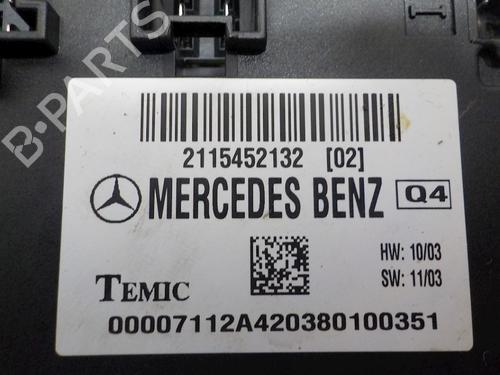 B-PARTS
2115452132 [02]
MERCEDES BENZ Q4
HW: 10/03
SW: 11/03
TEMIC
00007112A420380100351